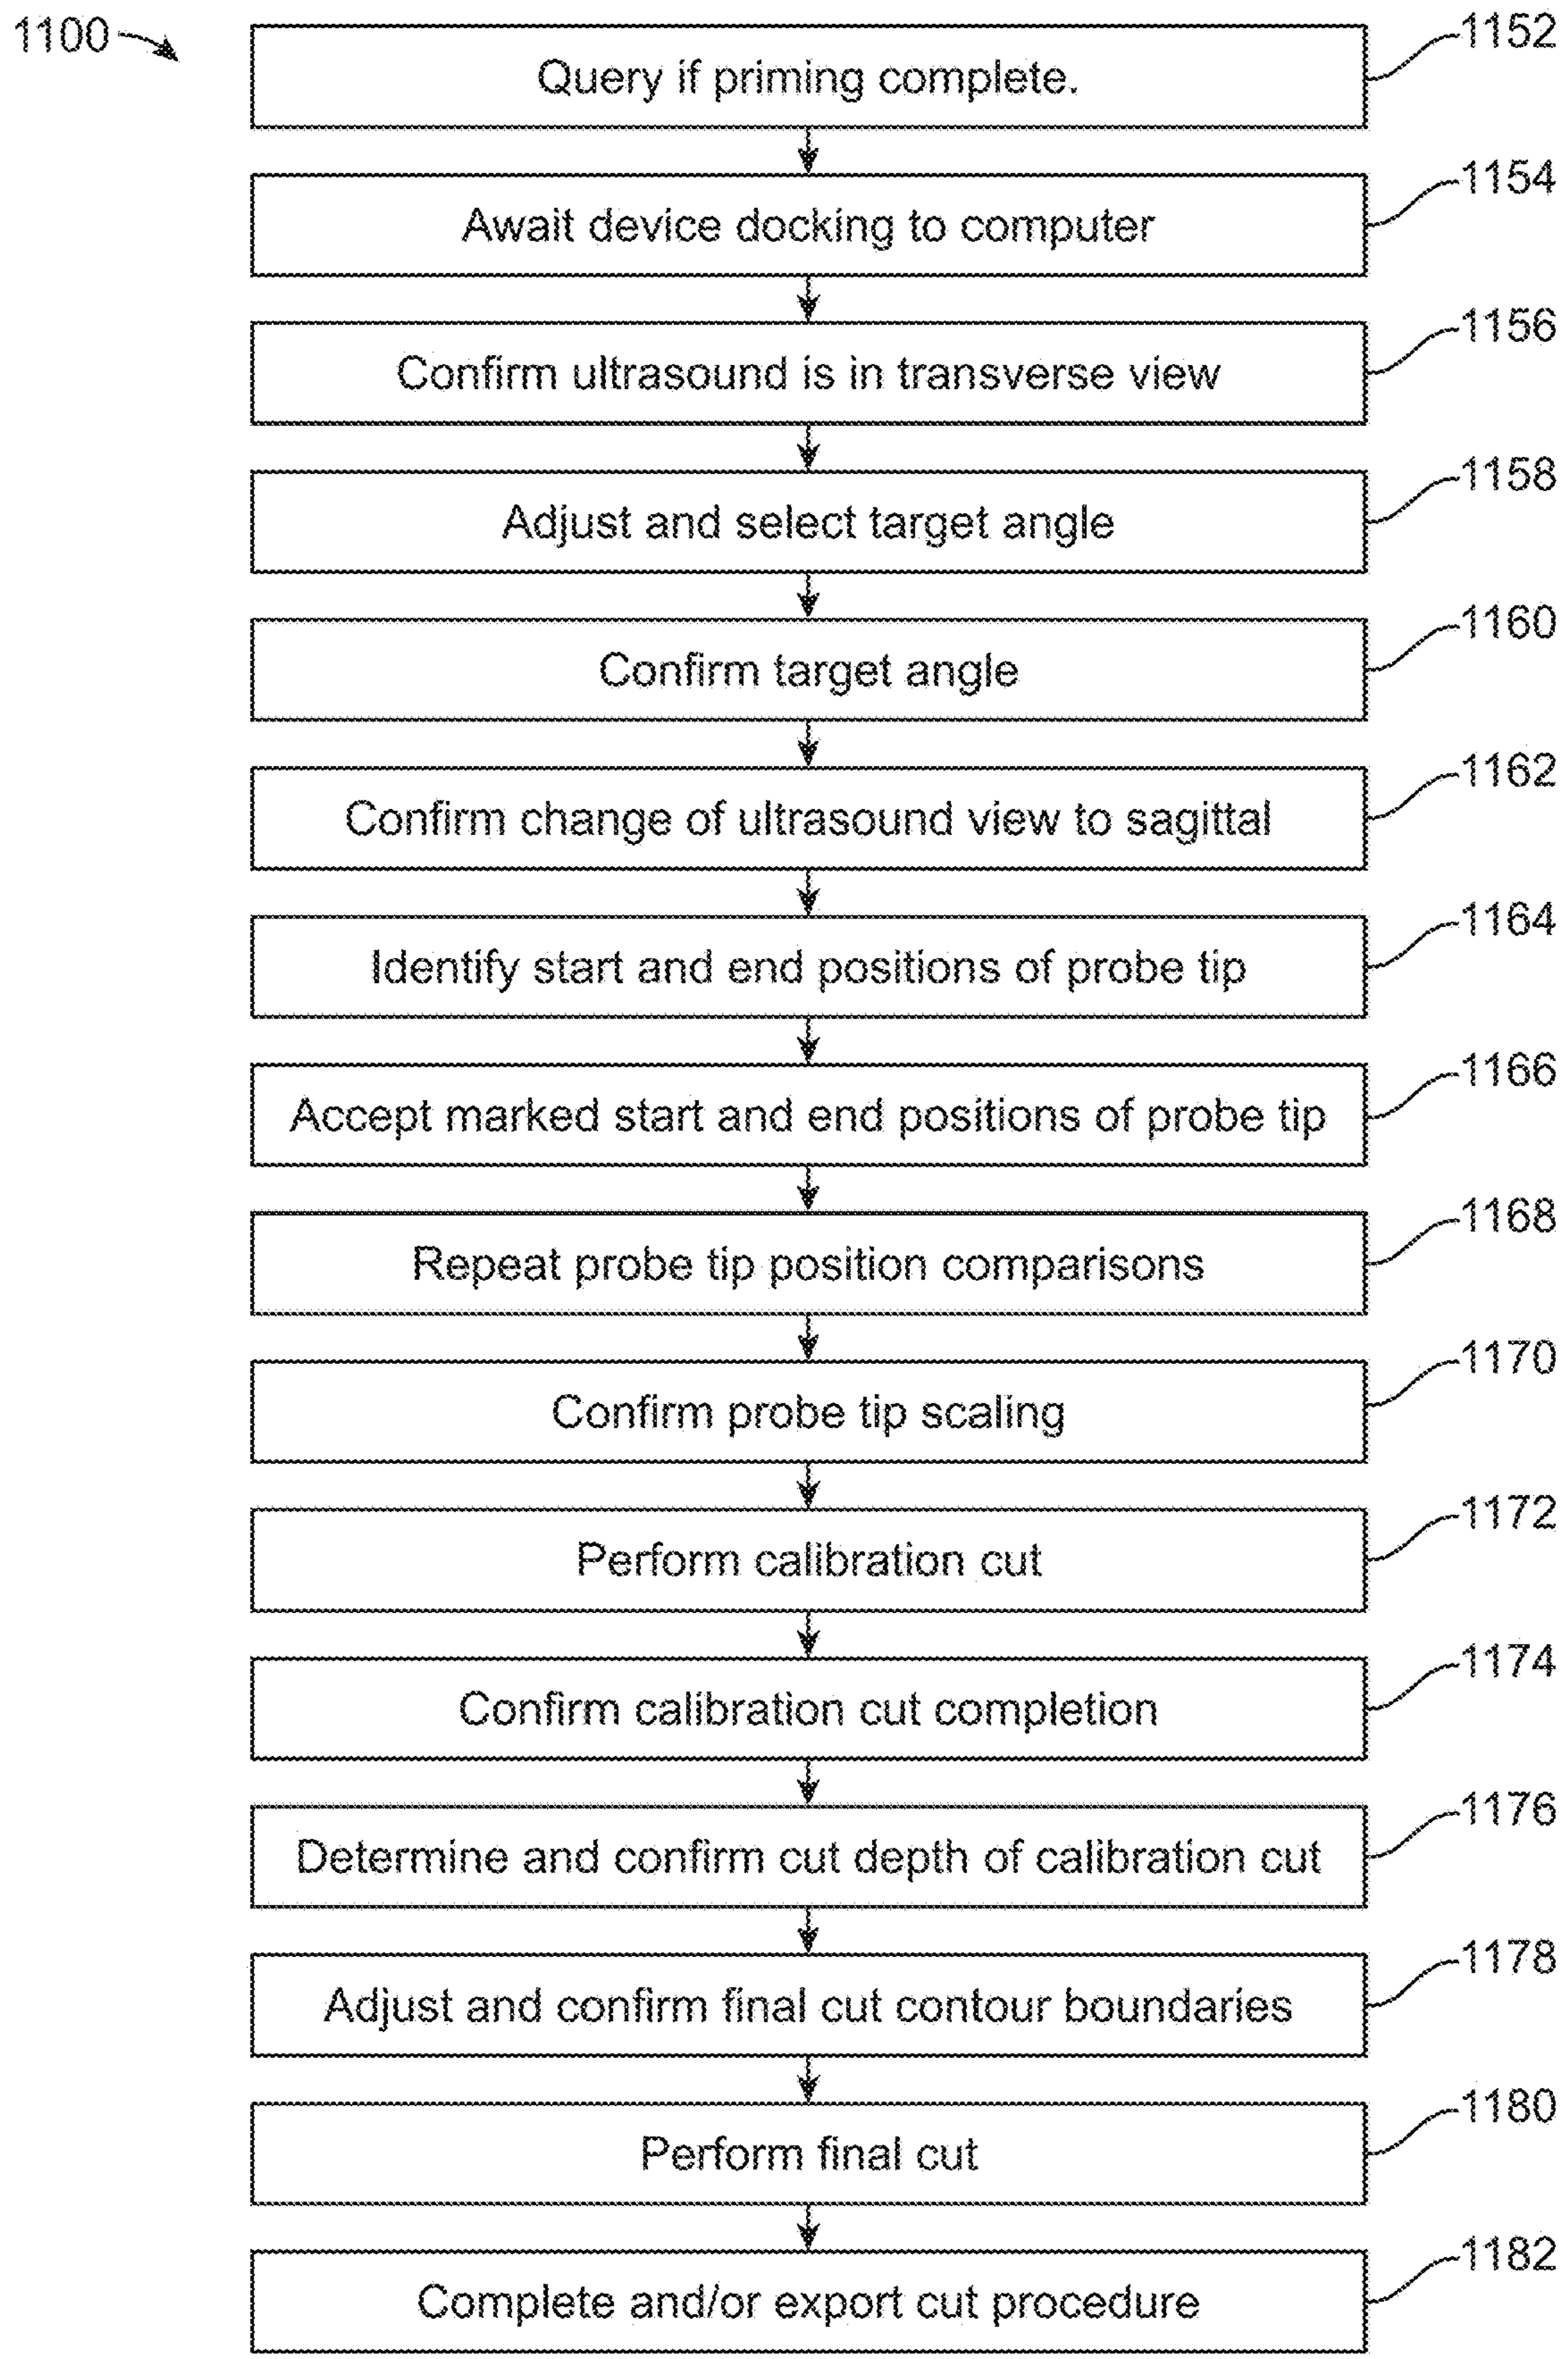 1100
1152
Query if priming complete.
1154
Await device docking to computer
1156
Confirm ultrasound is in transverse view
1158
Adjust and select target angle
1160
Confirm target angle
1162
Confirm change of ultrasound view to sagittal
1164
Identify start and end positions of probe tip
1166
Accept marked start and end positions of probe tip
1168
Repeat probe tip position comparisons
1170
Confirm probe tip scaling
1172
Perform calibration cut
1174
Confirm calibration cut completion
1176
Determine and confirm cut depth of calibration cut
1178
Adjust and confirm final cut contour boundaries
1180
Perform final cut
1182
Complete and/or export cut procedure